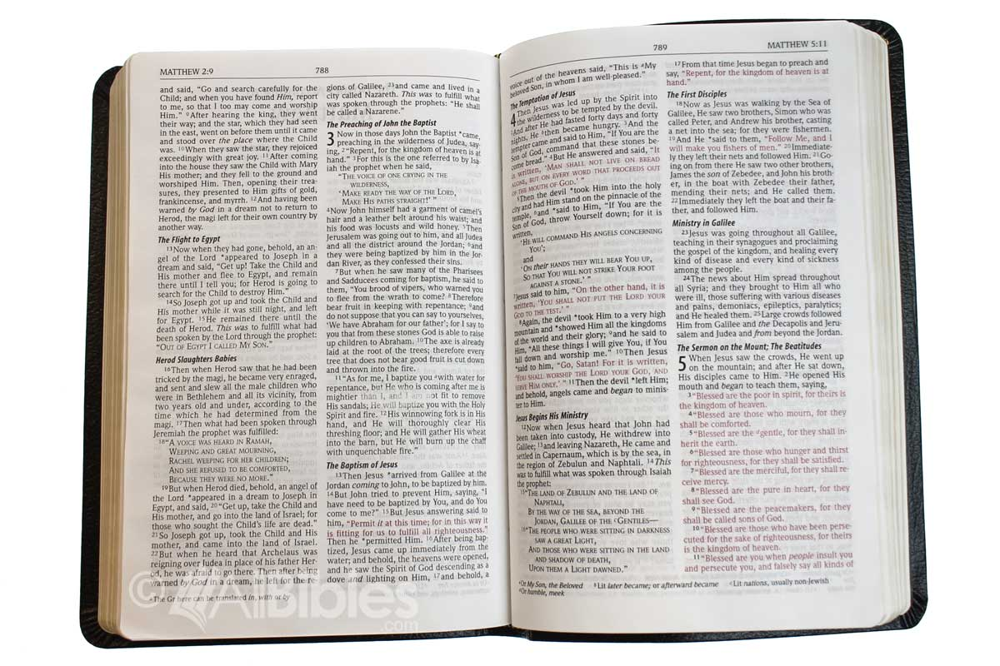 MATTHEW 2:9
788
and said, “Go and search carefully for the
Child; and when you have found Him, report
to me, so that I too may come and worship
Him.” 9After hearing the king, they went
their way; and the star, which they had seen
in the east, went on before them until it came
and stood over the place where the Child
was. 10When they saw the star, they rejoiced
exceedingly with great joy. 11After coming
into the house they saw the Child with Mary
His mother; and they fell to the ground and
worshiped Him. Then, opening their trea-
sures, they presented to Him gifts of gold,
frankincense, and myrrh. 12And having been
warned by God in a dream not to return to
Herod, the magi left for their own country by
another way.
The Flight to Egypt
13Now when they had gone, behold, an an-
gel of the Lord *appeared to Joseph in a
dream and said, “Get up! Take the Child and
His mother and flee to Egypt, and remain
there until I tell you; for Herod is going to
search for the Child to destroy Him.”
14So Joseph got up and took the Child and
His mother while it was still night, and left
for Egypt. 15He remained there until the
death of Herod. This was to fulfill what had
been spoken by the Lord through the prophet:
“OUT OF EGYPT I CALLED MY SON.”
Herod Slaughters Babies
16Then when Herod saw that he had been
tricked by the magi, he became very enraged,
and sent and slew all the male children who
were in Bethlehem and all its vicinity, from
two years old and under, according to the
time which he had determined from the
magi. 17Then what had been spoken through
Jeremiah the prophet was fulfilled:
18“A VOICE WAS HEARD IN RAMAH,
WEEPING AND GREAT MOURNING,
RACHEL WEEPING FOR HER CHILDREN;
AND SHE REFUSED TO BE COMFORTED,
BECAUSE THEY WERE NO MORE.”
19But when Herod died, behold, an angel of
the Lord *appeared in a dream to Joseph in
Egypt, and said, 20“Get up, take the Child and
His mother, and go into the land of Israel; for
those who sought the Child’s life are dead.”
21So Joseph got up, took the Child and His
mother, and came into the land of Israel.
22But when he heard that Archelaus was
reigning over Judea in place of his father Her-
od, he was afraid to go there. Then after being
warned by God in a dream, he left for the re-
gions of Galilee, 23and came and lived in a
city called Nazareth. This was to fulfill what
was spoken through the prophets: “He shall
be called a Nazarene.”
The Preaching of John the Baptist
3 Now in those days John the Baptist *came,
preaching in the wilderness of Judea, say-
ing, 2“Repent, for the kingdom of heaven is at
hand.” 3For this is the one referred to by Isa-
iah the prophet when he said,
“THE VOICE OF ONE CRYING IN THE
WILDERNESS,
‘MAKE READY THE WAY OF THE LORD,
MAKE HIS PATHS STRAIGHT!’ ”
4Now John himself had a garment of camel’s
hair and a leather belt around his waist; and
his food was locusts and wild honey. 5Then
Jerusalem was going out to him, and all Judea
and all the district around the Jordan; 6and
they were being baptized by him in the Jor-
dan River, as they confessed their sins.
7But when he saw many of the Pharisees
and Sadducees coming for baptism, he said to
them, “You brood of vipers, who warned you
to flee from the wrath to come? 8Therefore
bear fruit in keeping with repentance; 9and
do not suppose that you can say to yourselves,
‘We have Abraham for our father’; for I say to
you that from these stones God is able to raise
up children to Abraham. 10The axe is already
laid at the root of the trees; therefore every
tree that does not bear good fruit is cut down
and thrown into the fire.
11“As for me, I baptize you awith water for
repentance, but He who is coming after me is
mightier than I, and I am not fit to remove
His sandals; He will baptize you with the Holy
Spirit and fire. 12His winnowing fork is in His
hand, and He will thoroughly clear His
threshing floor; and He will gather His wheat
into the barn, but He will burn up the chaff
with unquenchable fire.”
The Baptism of Jesus
13Then Jesus *arrived from Galilee at the
Jordan coming to John, to be baptized by him.
14But John tried to prevent Him, saying, “I
have need to be baptized by You, and do You
come to me?” 15But Jesus answering said to
him, “Permit it at this time; for in this way it
is fitting for us to fulfill all righteousness.”
Then he *permitted Him. 16After being bap-
tized, Jesus came up immediately from the
water; and behold, the heavens were opened,
and he saw the Spirit of God descending as a
dove and lighting on Him, 17and behold, a
aThe Gr here can be translated in, with or by
© AllBibles
.com
789
MATTHEW 5:11
voice out of the heavens said, “This is aMy
beloved Son, in whom I am well-pleased.”
The Temptation of Jesus
4 Then Jesus was led up by the Spirit into
the wilderness to be tempted by the devil.
2And after He had fasted forty days and forty
nights, He bthen became hungry. 3And the
tempter came and said to Him, “If You are the
Son of God, command that these stones be-
come bread.” 4But He answered and said, “It
is written, ‘MAN SHALL NOT LIVE ON BREAD
ALONE, BUT ON EVERY WORD THAT PROCEEDS OUT
OF THE MOUTH OF GOD.’ ”
5Then the devil *took Him into the holy
city and had Him stand on the pinnacle of the
temple, 6and *said to Him, “If You are the
Son of God, throw Yourself down; for it is
written,
‘HE WILL COMMAND HIS ANGELS CONCERNING
YOU’;
and
‘ON their HANDS THEY WILL BEAR YOU UP,
SO THAT YOU WILL NOT STRIKE YOUR FOOT
AGAINST A STONE.’ ”
7Jesus said to him, “On the other hand, it is
written, ‘YOU SHALL NOT PUT THE LORD YOUR
GOD TO THE TEST.’ ”
8Again, the devil *took Him to a very high
mountain and *showed Him all the kingdoms
of the world and their glory; 9and he said to
Him, “All these things I will give You, if You
fall down and worship me.” 10Then Jesus
*said to him, “Go, Satan! For it is written,
‘YOU SHALL WORSHIP THE LORD YOUR GOD, AND
SERVE HIM ONLY.’ ” 11Then the devil *left Him;
and behold, angels came and began to minis-
ter to Him.
Jesus Begins His Ministry
12Now when Jesus heard that John had
been taken into custody, He withdrew into
Galilee; 13and leaving Nazareth, He came and
settled in Capernaum, which is by the sea, in
the region of Zebulun and Naphtali. 14This
was to fulfill what was spoken through Isaiah
the prophet:
15“THE LAND OF ZEBULUN AND THE LAND OF
NAPHTALI,
BY THE WAY OF THE SEA, BEYOND THE
JORDAN, GALILEE OF THE cGENTILES—
16“THE PEOPLE WHO WERE SITTING IN DARKNESS
SAW A GREAT LIGHT,
AND THOSE WHO WERE SITTING IN THE LAND
AND SHADOW OF DEATH,
UPON THEM A LIGHT DAWNED.”
17From that time Jesus began to preach and
say, “Repent, for the kingdom of heaven is at
hand.”
The First Disciples
18Now as Jesus was walking by the Sea of
Galilee, He saw two brothers, Simon who was
called Peter, and Andrew his brother, casting
a net into the sea; for they were fishermen.
19And He *said to them, “Follow Me, and I
will make you fishers of men.” 20Immediate-
ly they left their nets and followed Him. 21Go-
ing on from there He saw two other brothers,
James the son of Zebedee, and John his broth-
er, in the boat with Zebedee their father,
mending their nets; and He called them.
22Immediately they left the boat and their fa-
ther, and followed Him.
Ministry in Galilee
23Jesus was going throughout all Galilee,
teaching in their synagogues and proclaiming
the gospel of the kingdom, and healing every
kind of disease and every kind of sickness
among the people.
24The news about Him spread throughout
all Syria; and they brought to Him all who
were ill, those suffering with various diseases
and pains, demoniacs, epileptics, paralytics;
and He healed them. 25Large crowds followed
Him from Galilee and the Decapolis and Jeru-
salem and Judea and from beyond the Jordan.
The Sermon on the Mount; The Beatitudes
5 When Jesus saw the crowds, He went up
on the mountain; and after He sat down,
His disciples came to Him. 2He opened His
mouth and began to teach them, saying,
3“Blessed are the poor in spirit, for theirs is
the kingdom of heaven.
4“Blessed are those who mourn, for they
shall be comforted.
5“Blessed are the dgentle, for they shall in-
herit the earth.
6“Blessed are those who hunger and thirst
for righteousness, for they shall be satisfied.
7“Blessed are the merciful, for they shall re-
ceive mercy.
8“Blessed are the pure in heart, for they
shall see God.
9“Blessed are the peacemakers, for they
shall be called sons of God.
10“Blessed are those who have been perse-
cuted for the sake of righteousness, for theirs
is the kingdom of heaven.
11“Blessed are you when people insult you
and persecute you, and falsely say all kinds of
aOr My Son, the Beloved bLit later became; or afterward became cLit nations, usually non-Jewish
dOr humble, meek